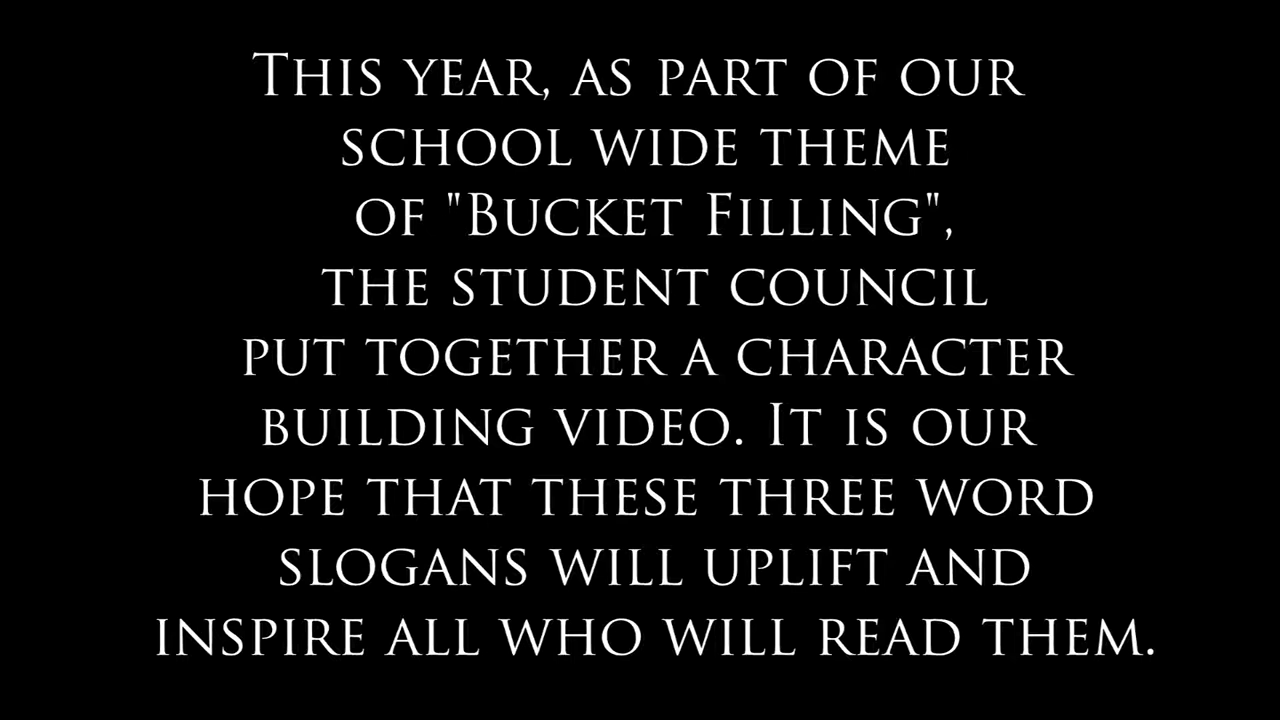 This year, as part of our
school wide theme
of "Bucket Filling",
the student council
put together a character
building video. It is our
hope that these three word
slogans will uplift and
inspire all who will read them.